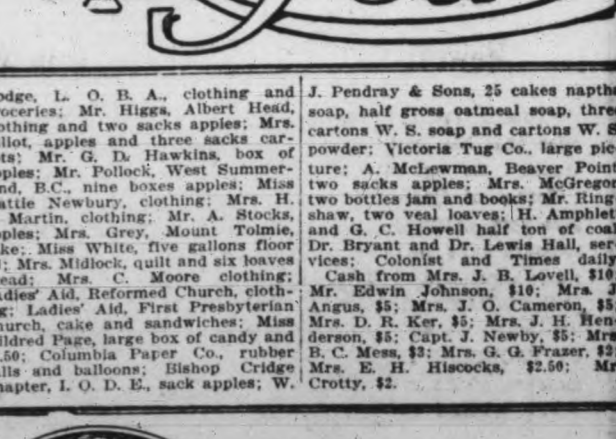 odge, L. O. B. A., clothing and
roceries; Mr. Higgs, Albert Head,
othing and two sacks apples; Mrs.
lliot, apples and three sacks car-
ts; Mr. G. D. Hawkins, box of
pples; Mr. Pollock, West Summer-
nd, B.C., nine boxes apples; Miss
attie Newbury, clothing; Mrs. H.
Martin, clothing; Mr. A. Stocks,
pples; Mrs. Grey, Mount Tolmie,
ke; Miss White, five gallons floor
; Mrs. Midlock, quilt and six loaves
ead; Mrs. C. Moore clothing;
adies' Aid, Reformed Church, cloth-
g; Ladies' Aid, First Presbyterian
hurch, cake and sandwiches; Miss
ildred Page, large box of candy and
.50; Columbia Paper Co., rubber
lls and balloons; Bishop Cridge
hapter, I. O. D. E., sack apples; W.
J. Pendray & Sons, 25 cakes napth
soap, half gross oatmeal soap, thre
cartons W. S. soap and cartons W.
powder; Victoria Tug Co., large pic-
ture; A. McLewman, Beaver Point
two sacks apples; Mrs. McGregor
two bottles jam and books; Mr. Ring
shaw, two veal loaves; H. Amphle
and G. C. Howell half ton of coal
Dr. Bryant and Dr. Lewis Hall, ser
vices; Colonist and Times daily
Cash from Mrs. J. B. Lovell, $10
Mr. Edwin Johnson, $10; Mrs. J
Angus, $5; Mrs. J. O. Cameron, $5
Mrs. D. R. Ker, $5; Mrs. J. H. Hen
derson, $5; Capt. J. Newby, $5; Mrs
B. C. Mess, $3; Mrs. G. G. Frazer, $2
Mrs. E. H. Hiscocks, $2.50; Mr
Crotty, $2.